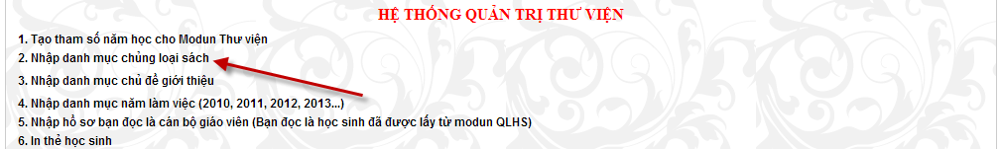 HỆ THỐNG QUẢN TRỊ THƯ VIỆN
1. Tạo tham số năm học cho Modun Thư viện
2. Nhập danh mục chủng loại sách
3. Nhập danh mục chủ đề giới thiệu
4. Nhập danh mục năm làm việc (2010, 2011, 2012, 2013...)
5. Nhập hồ sơ bạn đọc là cán bộ giáo viên (Bạn đọc là học sinh đã được lấy từ modun QLHS)
6. In thẻ học sinh